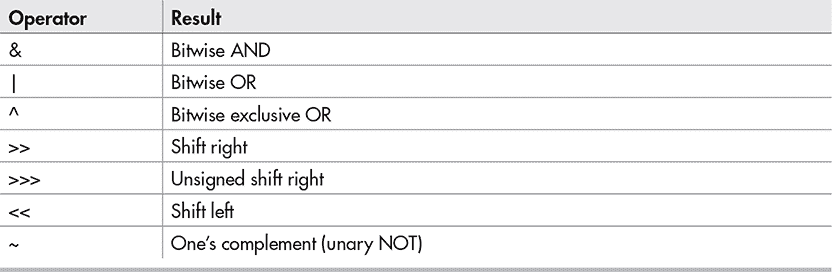 Operator Result
& Bitwise AND
| Bitwise OR
^ Bitwise exclusive OR
>> Shift right
>>> Unsigned shift right
<< Shift left
~ One’s complement (unary NOT)